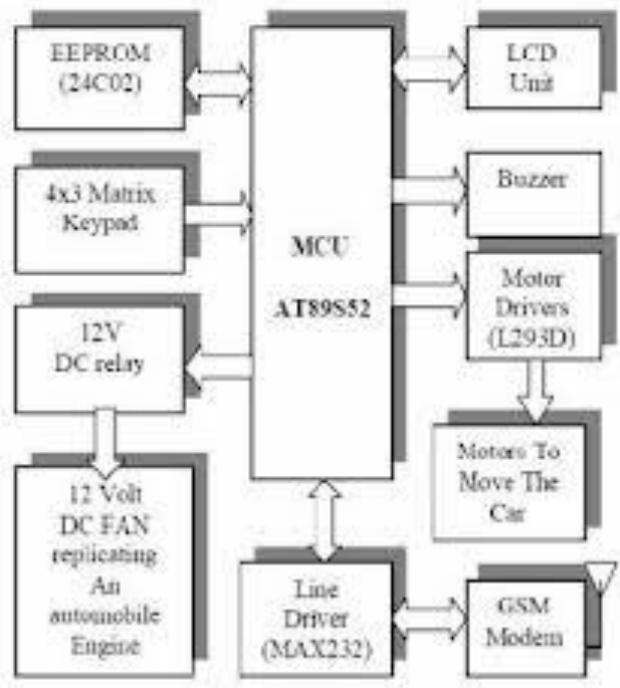 EEPROM
(24C02)
LCD
Unit
4x3 Matrix
Keypad
Buzzer
MCU
AT89S52
Motor
Drivers
(L293D)
12V
DC relay
Motors To
Move The
Car
12 Volt
DC FAN
replicating
An
automobile
Engine
Line
Driver
(MAX232)
GSM
Modem